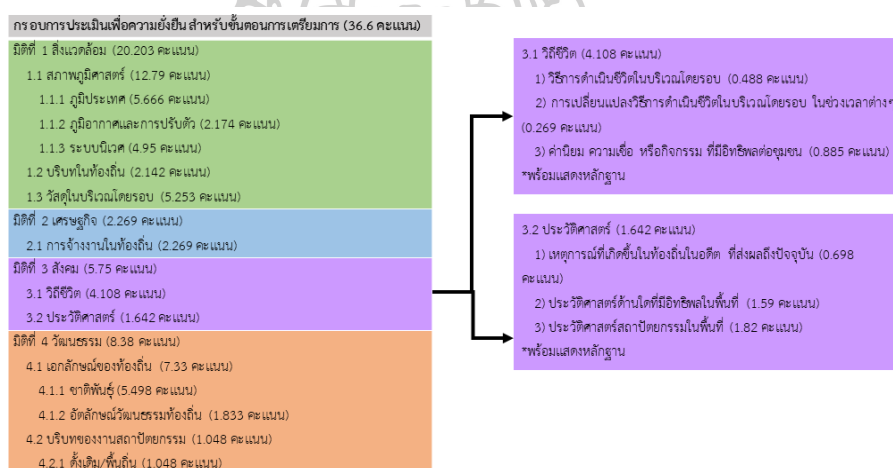 กรอบการประเมินเพื่อความยั่งยืน สำหรับขั้นตอนการเตรียมการ (36.6 คะแนน)
มิติที่ 1 สิ่งแวดล้อม (20.203 คะแนน)
1.1 สภาพภูมิศาสตร์ (12.79 คะแนน)
1.1.1 ภูมิประเทศ (5.666 คะแนน)
1.1.2 ภูมิอากาศและการปรับตัว (2.174 คะแนน)
1.1.3 ระบบนิเวศ (4.95 คะแนน)
1.2 บริบทในท้องถิ่น (2.142 คะแนน)
1.3 วัสดุในบริเวณโดยรอบ (5.253 คะแนน)
มิติที่ 2 เศรษฐกิจ (2.269 คะแนน)
2.1 การจ้างงานในท้องถิ่น (2.269 คะแนน)
มิติที่ 3 สังคม (5.75 คะแนน)
3.1 วิถีชีวิต (4.108 คะแนน)
3.2 ประวัติศาสตร์ (1.642 คะแนน)
มิติที่ 4 วัฒนธรรม (8.38 คะแนน)
4.1 เอกลักษณ์ของท้องถิ่น (7.33 คะแนน)
4.1.1 ชาติพันธุ์ (5.498 คะแนน)
4.1.2 อัตลักษณ์วัฒนธรรมท้องถิ่น (1.833 คะแนน)
4.2 บริบทของงานสถาปัตยกรรม (1.048 คะแนน)
4.2.1 ดั้งเดิม/พื้นถิ่น (1.048 คะแนน)
3.1 วิถีชีวิต (4.108 คะแนน)
1) วิธีการดำเนินชีวิตในบริเวณโดยรอบ (0.488 คะแนน)
2) การเปลี่ยนแปลงวิธีการดำเนินชีวิตในบริเวณโดยรอบ ในช่วงเวลาต่างๆ
(0.269 คะแนน)
3) ค่านิยม ความเชื่อ หรือกิจกรรม ที่มีอิทธิพลต่อชุมชน (0.885 คะแนน)
*พร้อมแสดงหลักฐาน
3.2 ประวัติศาสตร์ (1.642 คะแนน)
1) เหตุการณ์ที่เกิดขึ้นในท้องถิ่นในอดีต ที่ส่งผลถึงปัจจุบัน (0.698
คะแนน)
2) ประวัติศาสตร์ด้านใดที่มีอิทธิพลในพื้นที่ (1.59 คะแนน)
3) ประวัติศาสตร์สถาปัตยกรรมในพื้นที่ (1.82 คะแนน)
*พร้อมแสดงหลักฐาน